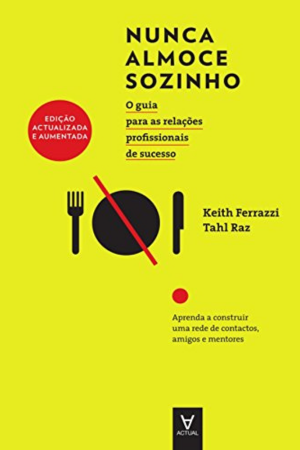 NUNCA
ALMOCE
SOZINHO
O guia
para as relações
profissionais
de sucesso
EDIÇÃO
ACTUALIZADA
E AUMENTADA
Keith Ferrazzi
Tahl Raz
Aprenda a construir
uma rede de contactos,
amigos e mentores
ACTUAL